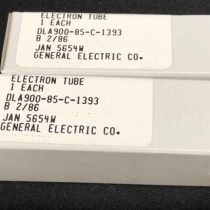 ELECTRON TUBE
1 EACH
DLA900-85-C-1393
B 2/86
JAN 5654W
GENERAL ELECTRIC CO.
ELECTRON TUBE
1 EACH
DLA900-85-C-1393
B 2/86
JAN 5654W
GENERAL ELECTRIC CO.